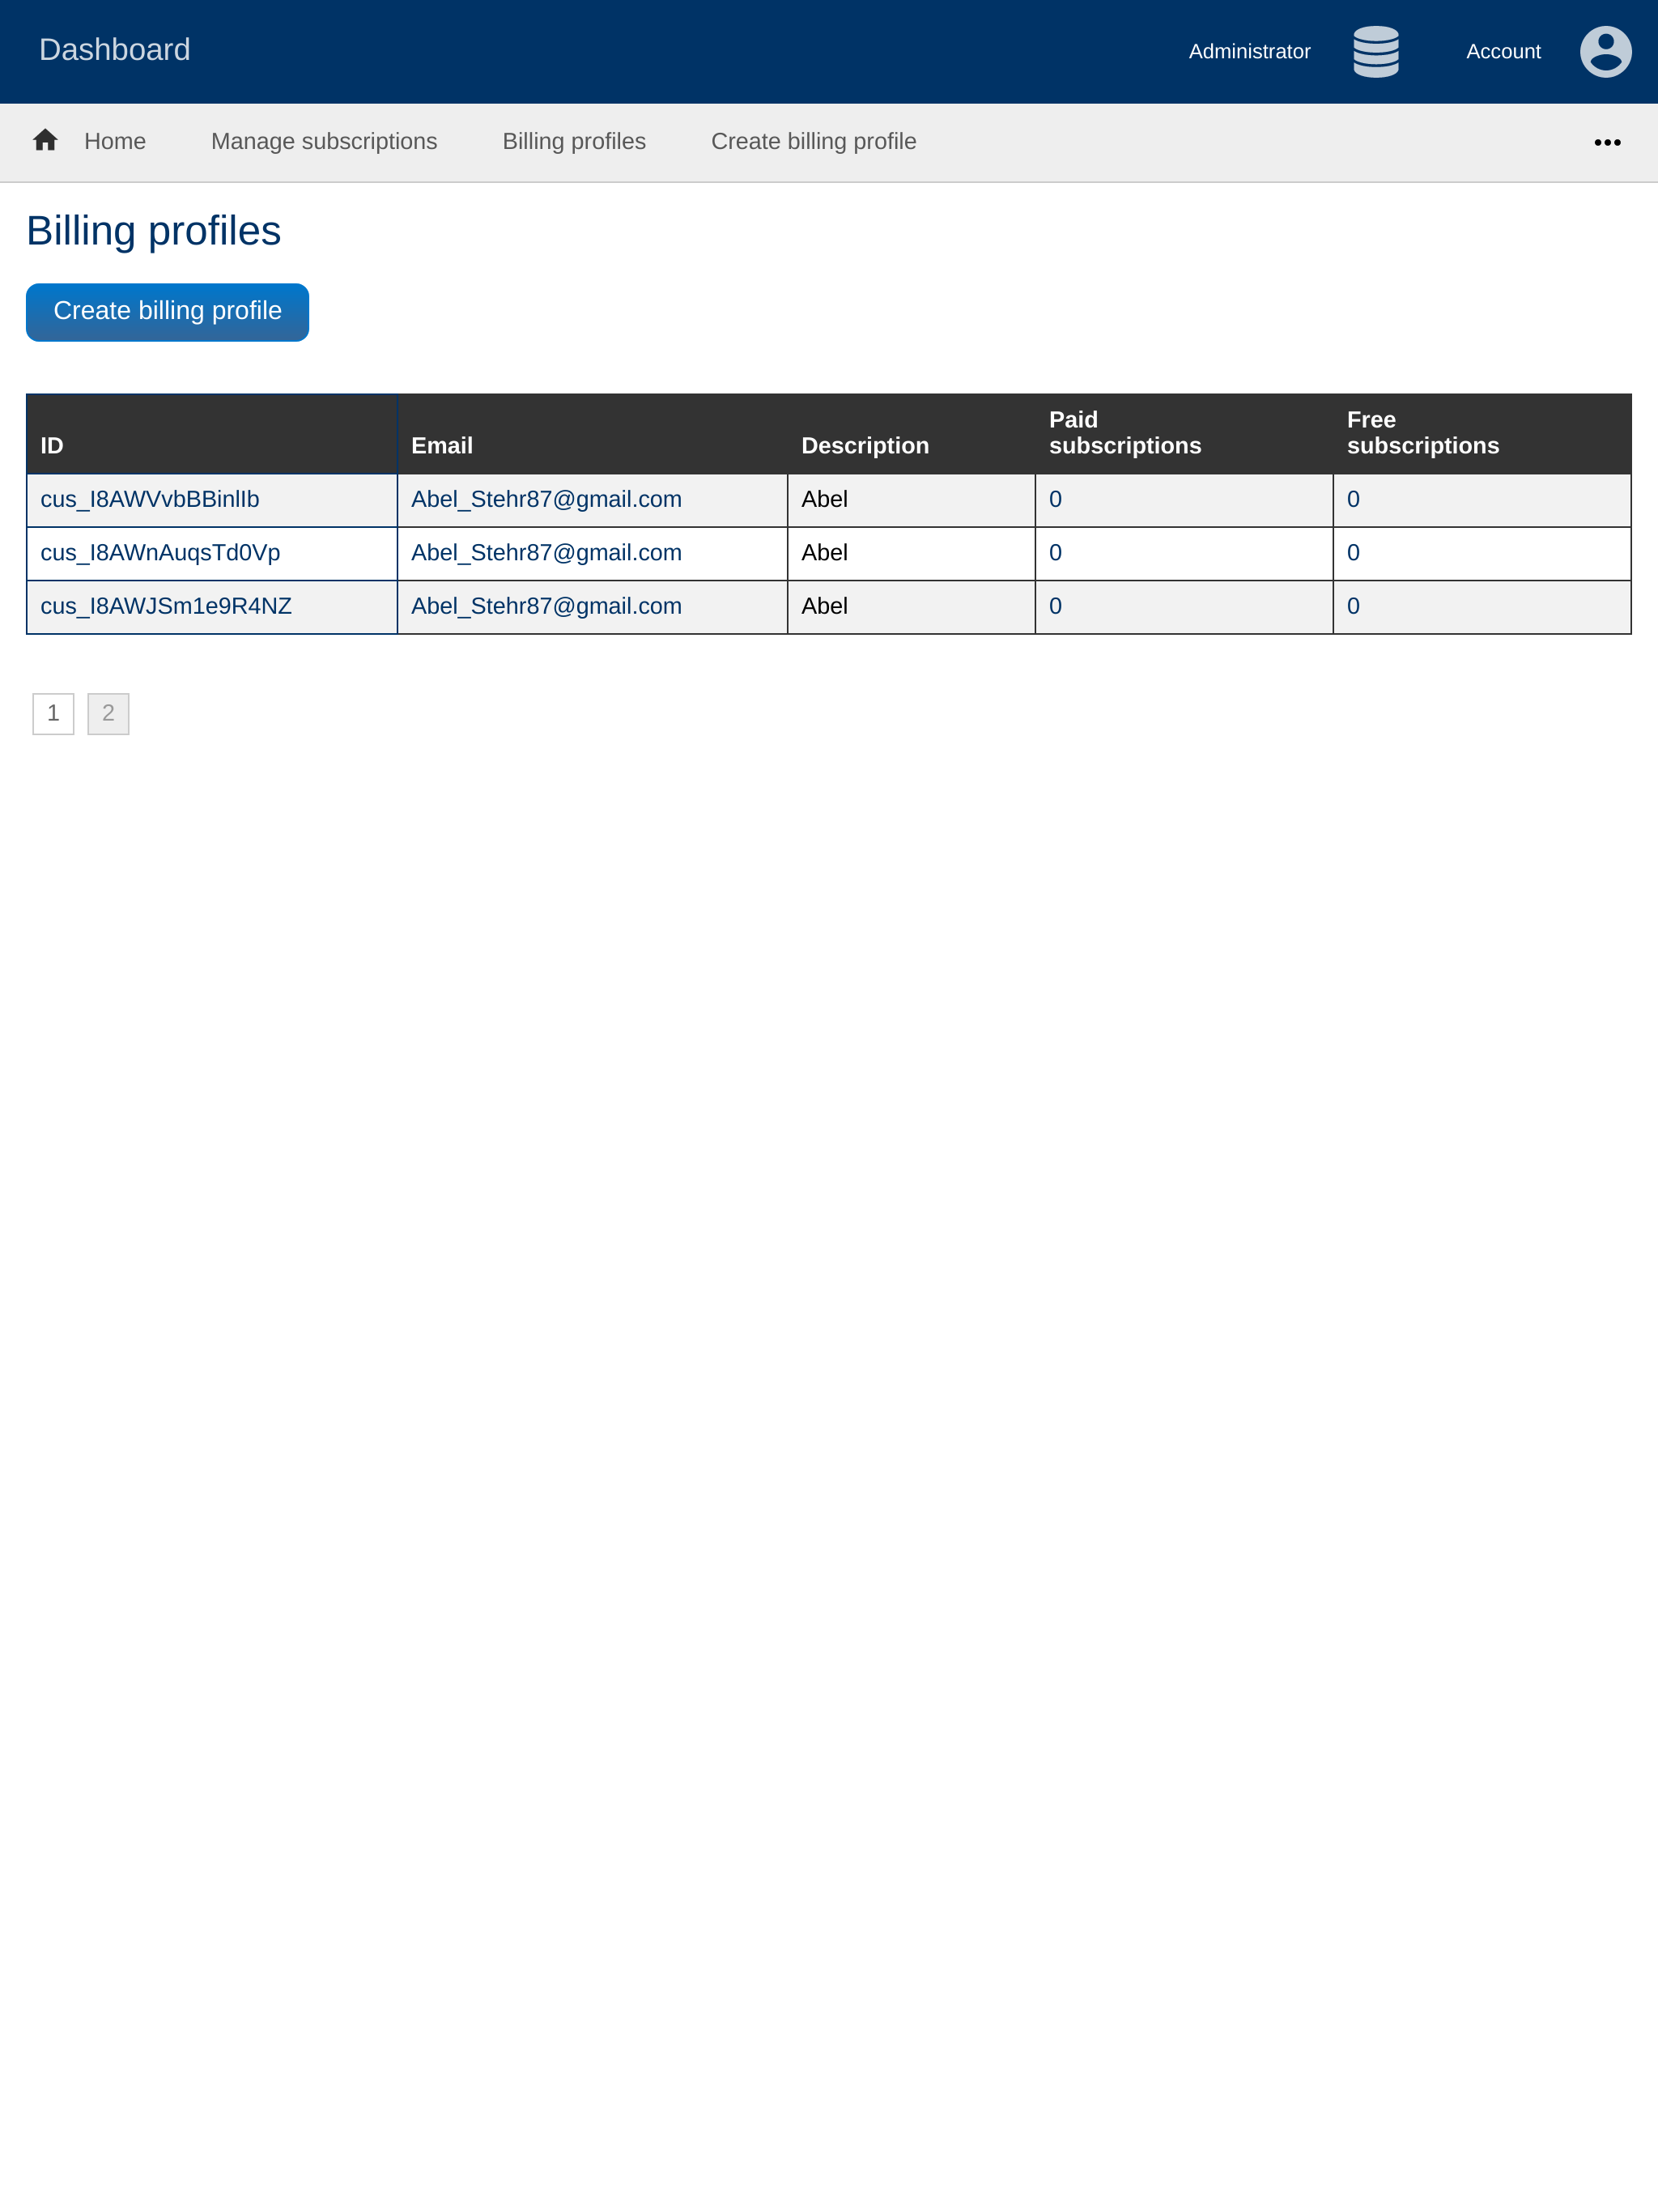 Dashboard
Administrator
Account
Home
Manage subscriptions
Billing profiles
Create billing profile
Billing profiles
Create billing profile
ID Email Description Paid subscriptions Free subscriptions
cus_I8AWVvbBBinlIb Abel_Stehr87@gmail.com Abel 0 0
cus_I8AWnAuqsTd0Vp Abel_Stehr87@gmail.com Abel 0 0
cus_I8AWJSm1e9R4NZ Abel_Stehr87@gmail.com Abel 0 0
1 2